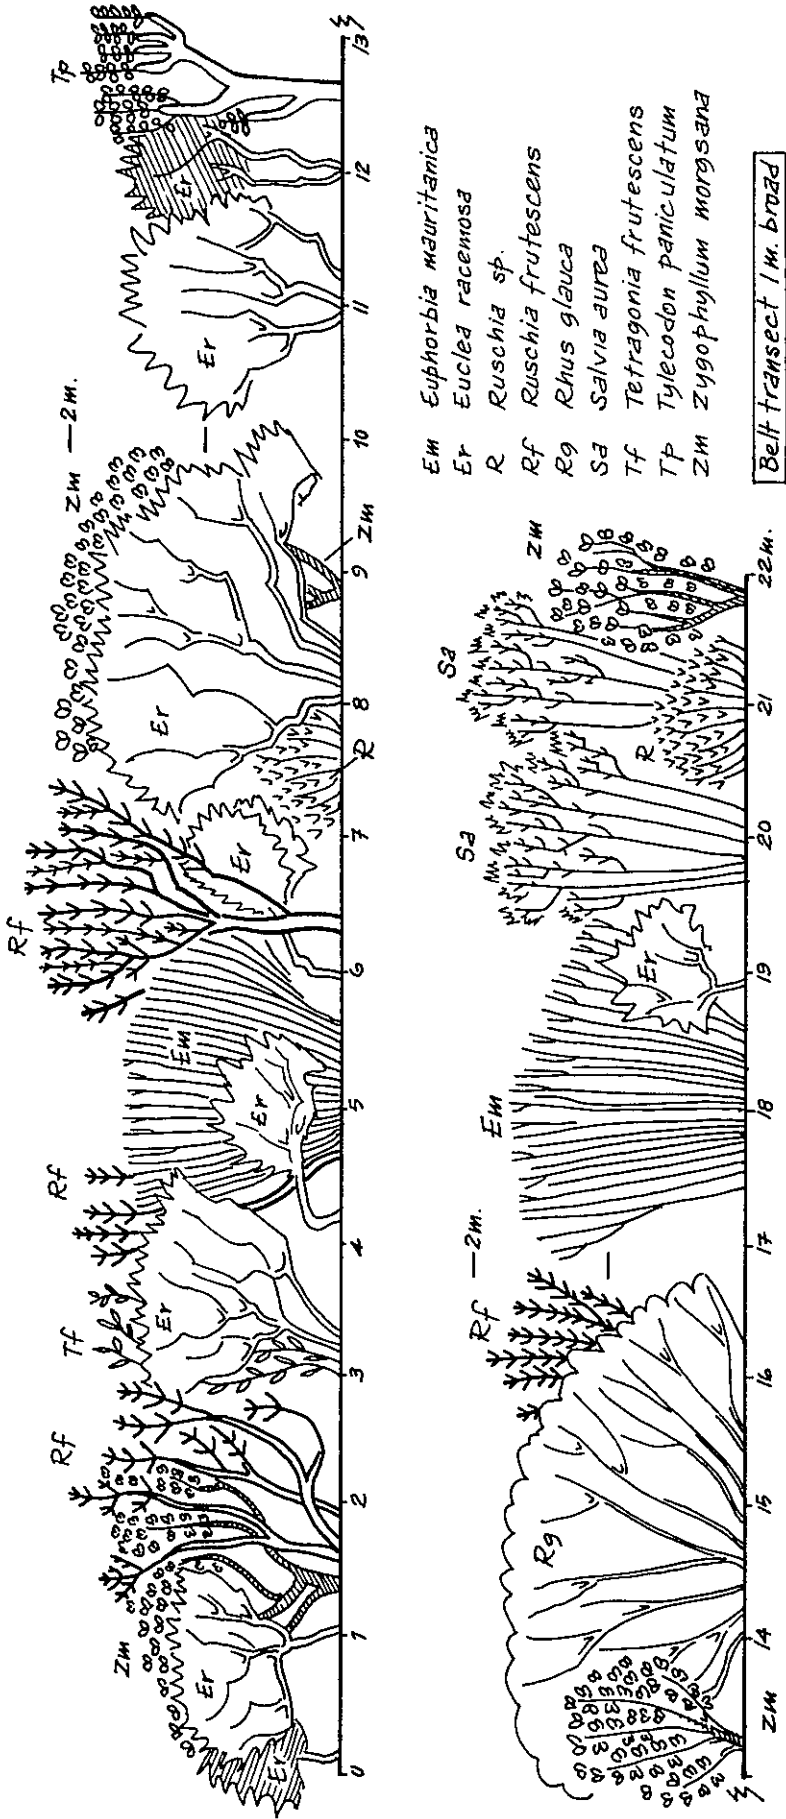 Rf
Tp
Rf Tf Rf zm —2m.
Zm
Er Er Er Em Er Er Er Er
Er Er R zm
0 1 2 3 4 5 6 7 8 9 10 11 12 13
Em Euphorbia mauritanica
Er Euclea racemosa
R Ruschia sp.
Rf Ruschia frutescens
Rg Rhus glauca
Sa Salvia aurea
Tf Tetragonia frutescens
Tp Tylecodon paniculatum
Zm Zygophyllum morgsana
Belt transect 1 m. broad
Rf —2m. Em Sa Sa zm
Rg Er R
zm 14 15 16 17 18 19 20 21 22m.